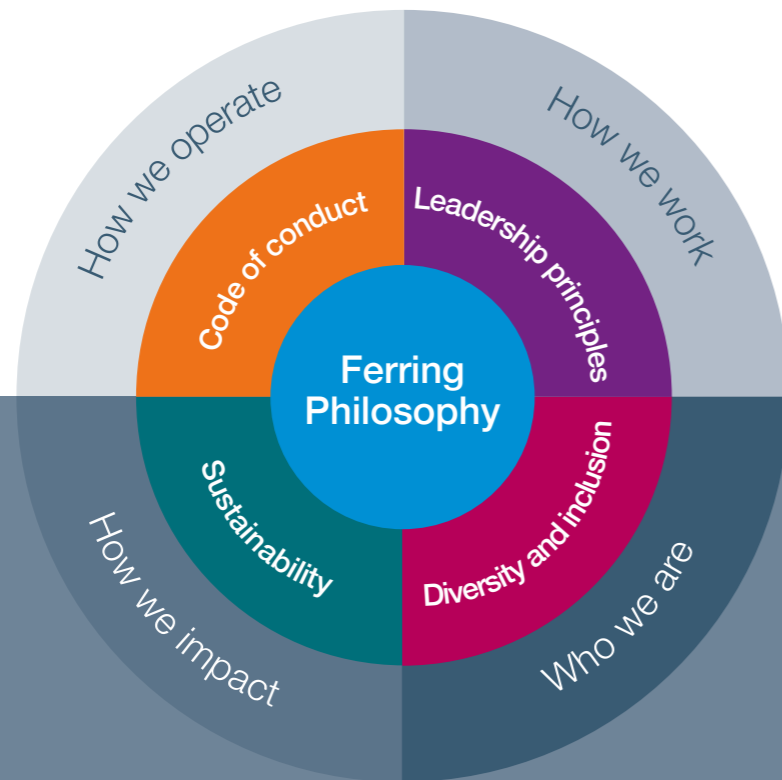 How we operate
How we work
Code of conduct
Leadership principles
Ferring
Philosophy
Sustainability
Diversity and inclusion
How we impact
Who we are